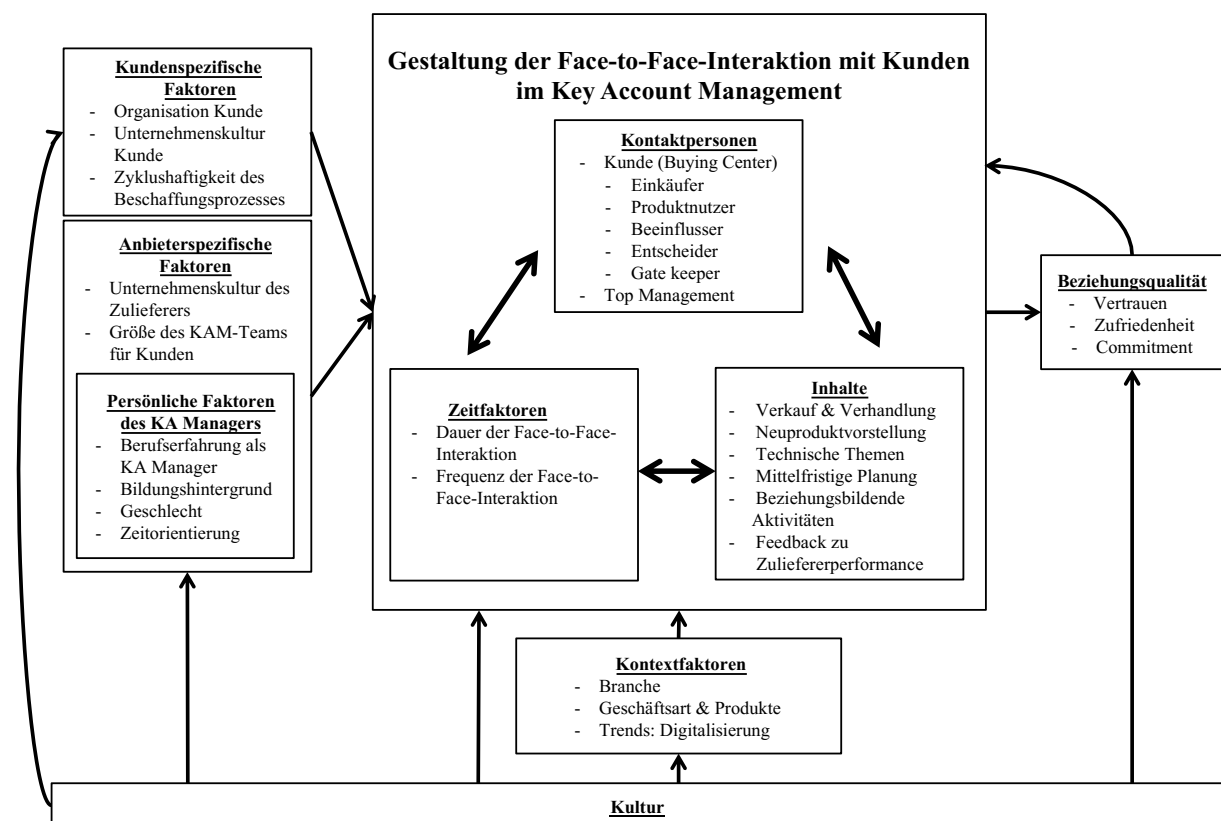 Gestaltung der Face-to-Face-Interaktion mit Kunden
im Key Account Management
Kundenspezifische
Faktoren
- Organisation Kunde
- Unternehmenskultur
Kunde
- Zyklushaftigkeit des
Beschaffungsprozesses
Anbieterspezifische
Faktoren
- Unternehmenskultur des
Zulieferers
- Größe des KAM-Teams
für Kunden
Persönliche Faktoren
des KA Managers
- Berufserfahrung als
KA Manager
- Bildungshintergrund
- Geschlecht
- Zeitorientierung
Kontaktpersonen
- Kunde (Buying Center)
- Einkäufer
- Produktnutzer
- Beeinflusser
- Entscheider
- Gate keeper
- Top Management
Zeitfaktoren
- Dauer der Face-to-Face-
Interaktion
- Frequenz der Face-to-
Face-Interaktion
Inhalte
- Verkauf & Verhandlung
- Neuproduktvorstellung
- Technische Themen
- Mittelfristige Planung
- Beziehungsbildende
Aktivitäten
- Feedback zu
Zuliefererperformance
Beziehungsqualität
- Vertrauen
- Zufriedenheit
- Commitment
Kontextfaktoren
- Branche
- Geschäftsart & Produkte
- Trends: Digitalisierung
Kultur